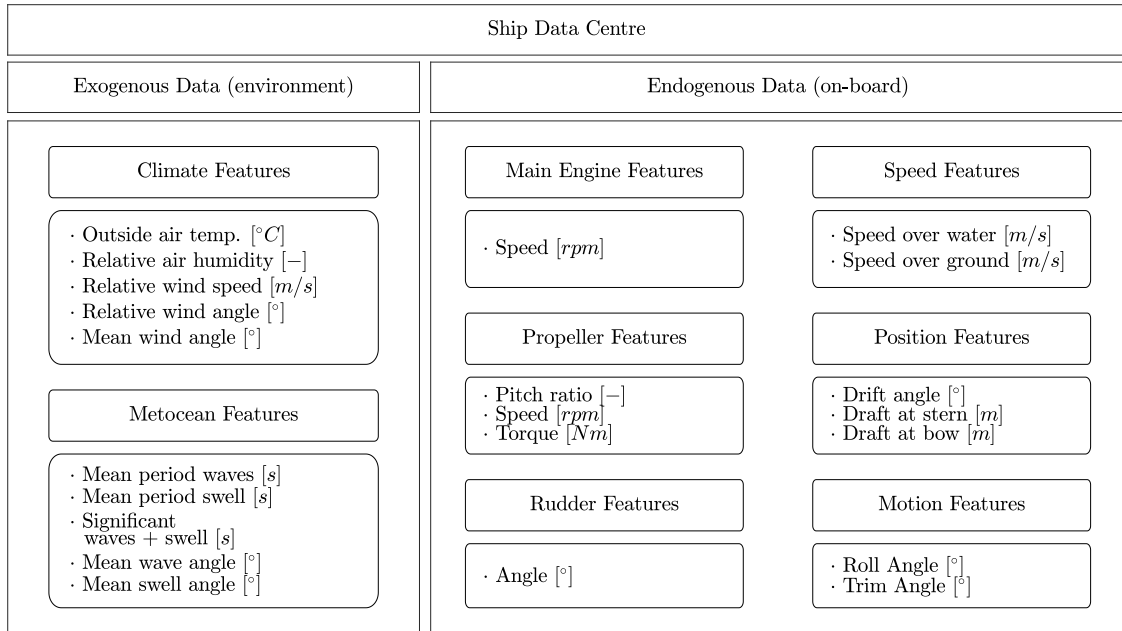 Ship Data Centre
Exogenous Data (environment)
Endogenous Data (on-board)
Climate Features
· Outside air temp. [°C]
· Relative air humidity [−]
· Relative wind speed [m/s]
· Relative wind angle [°]
· Mean wind angle [°]
Metocean Features
· Mean period waves [s]
· Mean period swell [s]
· Significant
waves + swell [s]
· Mean wave angle [°]
· Mean swell angle [°]
Main Engine Features
· Speed [rpm]
Propeller Features
· Pitch ratio [−]
· Speed [rpm]
· Torque [Nm]
Rudder Features
· Angle [°]
Speed Features
· Speed over water [m/s]
· Speed over ground [m/s]
Position Features
· Drift angle [°]
· Draft at stern [m]
· Draft at bow [m]
Motion Features
· Roll Angle [°]
· Trim Angle [°]